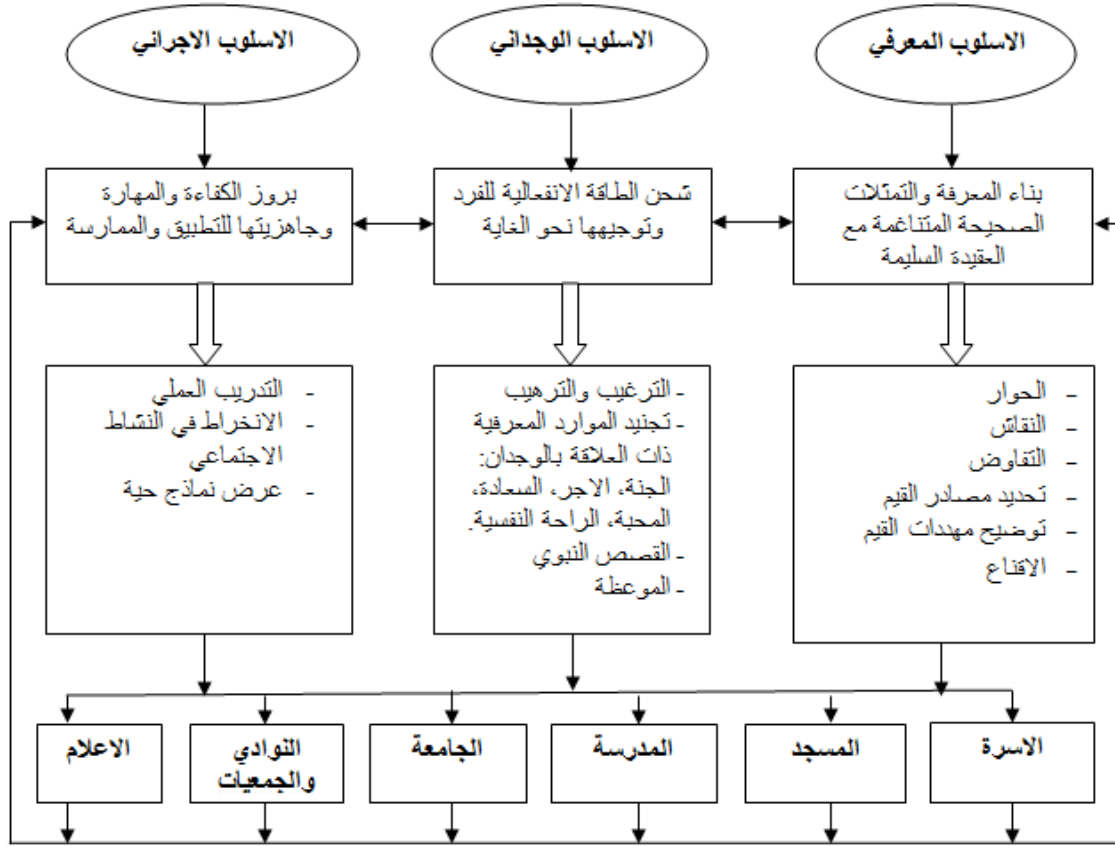 الاسلوب المعرفي
الاسلوب الوجداني
الاسلوب الاجرائي
بناء المعرفة والتمثلات
الصحيحة المتناغمة مع
العقيدة السليمة
شحن الطاقة الانفعالية للفرد
وتوجيهها نحو الغاية
بروز الكفاءة والمهارة
وجاهزيتها للتطبيق والممارسة
- الحوار
- النقاش
- التفاوض
- تحديد مصادر القيم
- توضيح مهددات القيم
- الاقناع
- الترغيب والترهيب
- تجنيد الموارد المعرفية
ذات العلاقة بالوجدان:
الجنة، الاجر، السعادة،
المحبة، الراحة النفسية.
- القصص النبوي
- الموعظة
- التدريب العملي
- الانخراط في النشاط
الاجتماعي
- عرض نماذج حية
الاسرة
المسجد
المدرسة
الجامعة
النوادي
والجمعيات
الاعلام